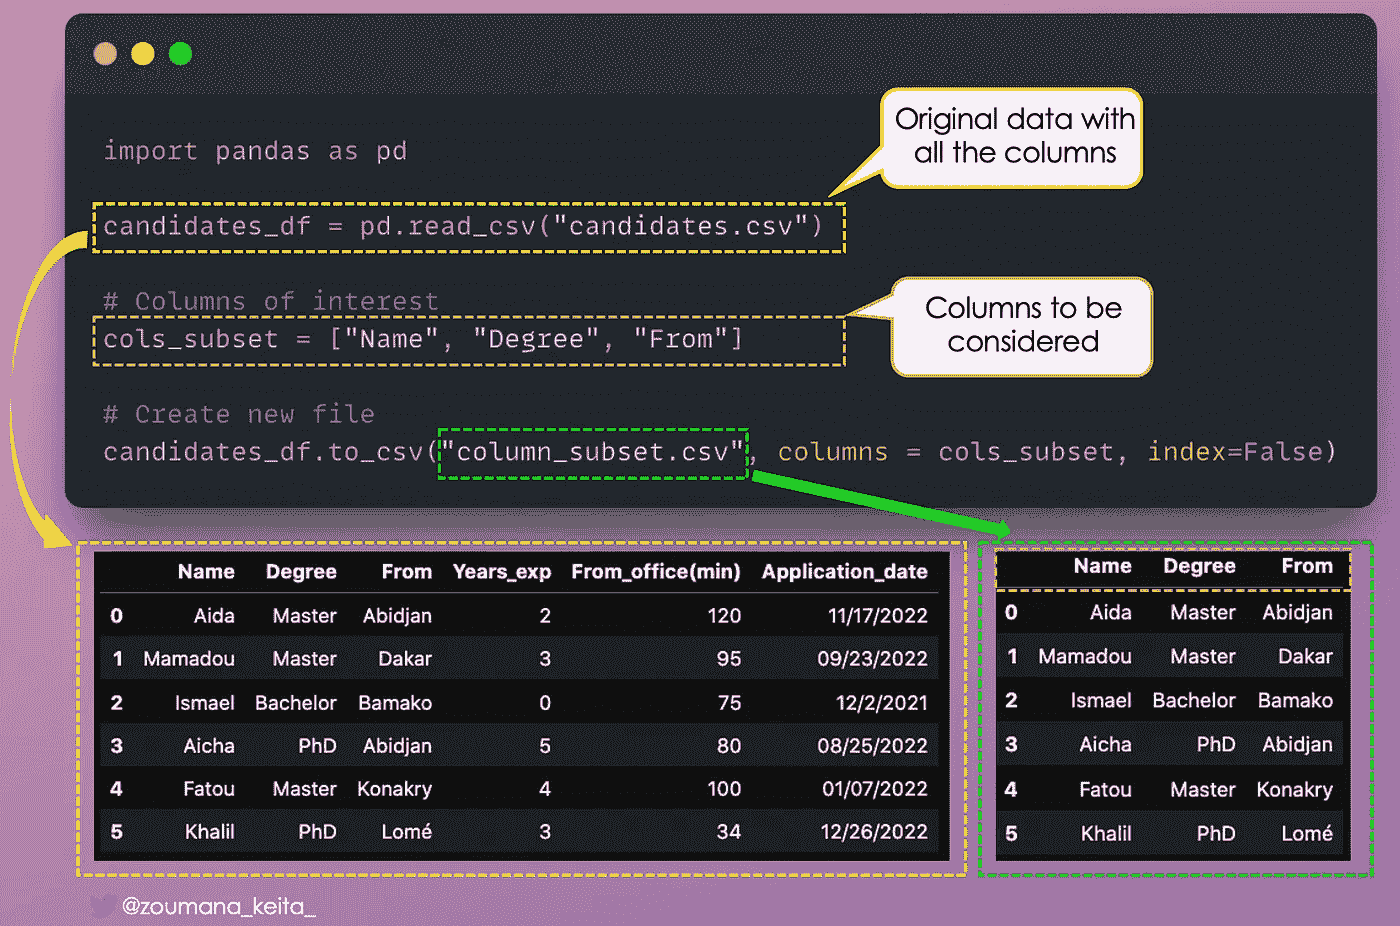 Original data with
all the columns
import pandas as pd
candidates_df = pd.read_csv("candidates.csv")
# Columns of interest
cols_subset = ["Name", "Degree", "From"]
Columns to be
considered
# Create new file
candidates_df.to_csv("column_subset.csv", columns = cols_subset, index=False)
Name Degree From Years_exp From_office(min) Application_date
0 Aida Master Abidjan 2 120 11/17/2022
1 Mamadou Master Dakar 3 95 09/23/2022
2 Ismael Bachelor Bamako 0 75 12/2/2021
3 Aicha PhD Abidjan 5 80 08/25/2022
4 Fatou Master Konakry 4 100 01/07/2022
5 Khalil PhD Lomé 3 34 12/26/2022
Name Degree From
0 Aida Master Abidjan
1 Mamadou Master Dakar
2 Ismael Bachelor Bamako
3 Aicha PhD Abidjan
4 Fatou Master Konakry
5 Khalil PhD Lomé
@zoumana_keita_